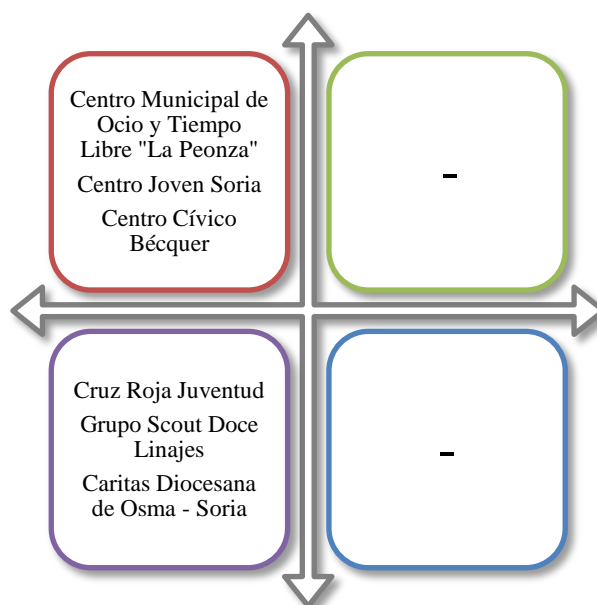 Centro Municipal de
Ocio y Tiempo
Libre "La Peonza"
Centro Joven Soria
Centro Cívico
Bécquer
-
Cruz Roja Juventud
Grupo Scout Doce
Linajes
Caritas Diocesana
de Osma - Soria
-